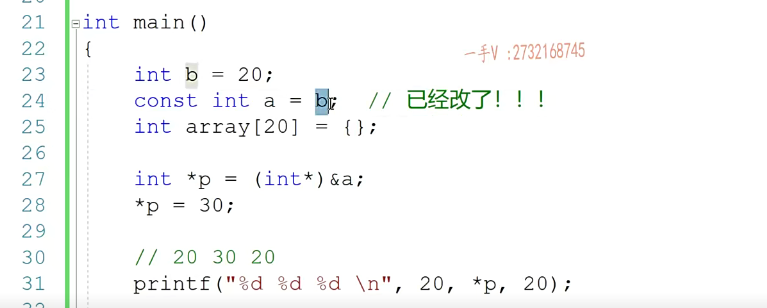 21 int main()
22 {
一手V :2732168745
23 int b = 20;
24 const int a = b; // 已经改了！！！
25 int array[20] = {};
26
27 int *p = (int*)&a;
28 *p = 30;
29
30 // 20 30 20
31 printf("%d %d %d \n", 20, *p, 20);